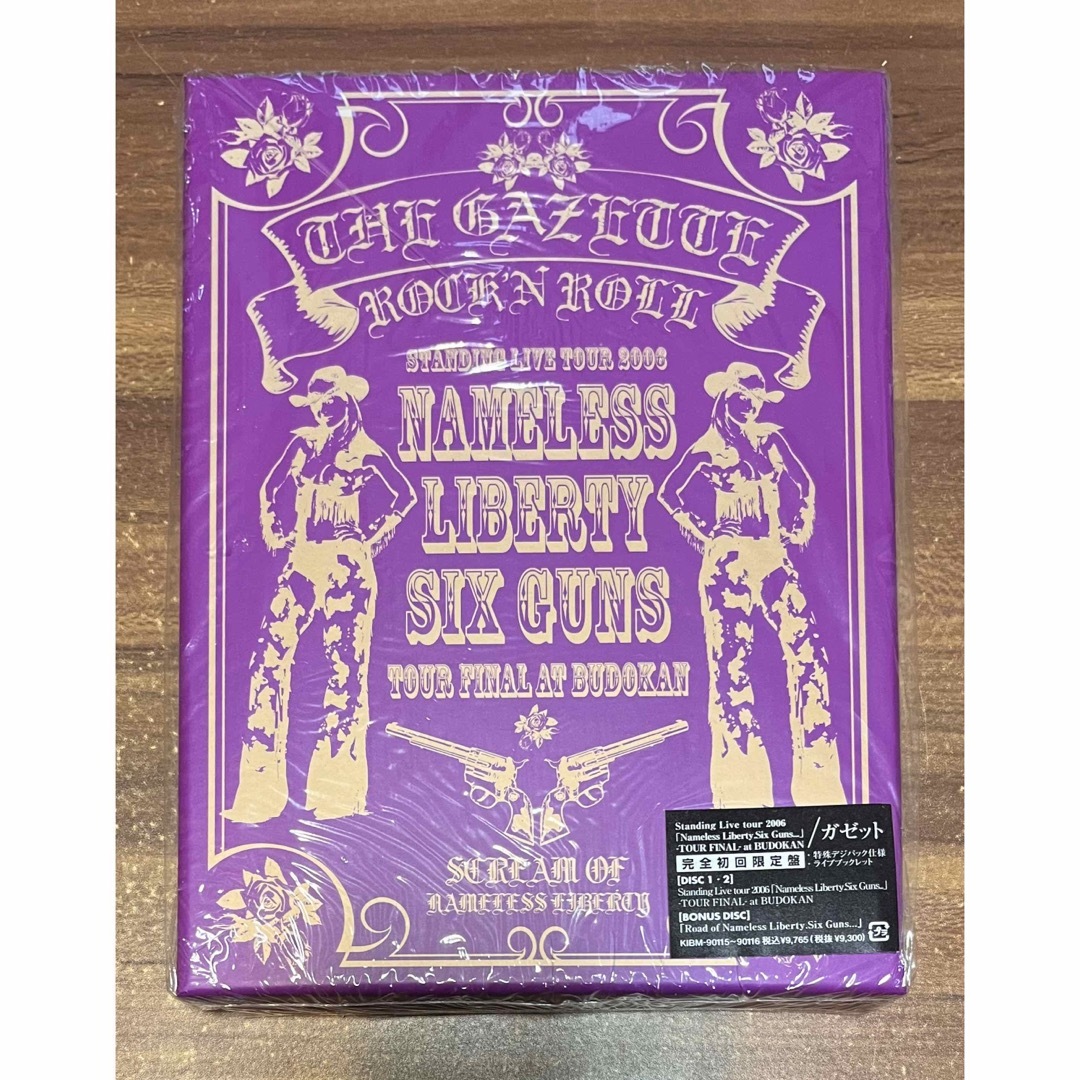 THE GAZETTE
ROCK'N ROLL
STANDING LIVE TOUR 2006
NAMELESS
LIBERTY
SIX GUNS
TOUR FINAL AT BUDOKAN
SCREAM OF
NAMELESS LIBERTY
Standing Live tour 2006
「Nameless Liberty.Six Guns...」
-TOUR FINAL- at BUDOKAN
/ガゼット
完全初回限定盤
・特殊デジパック仕様
・ライブブックレット
[DISC 1・2]
Standing Live tour 2006「Nameless Liberty.Six Guns...」
-TOUR FINAL- at BUDOKAN
[BONUS DISC]
「Road of Nameless Liberty.Six Guns...」
KIBM-90115~90116 税込¥9,765 (税抜¥9,300)
プラ